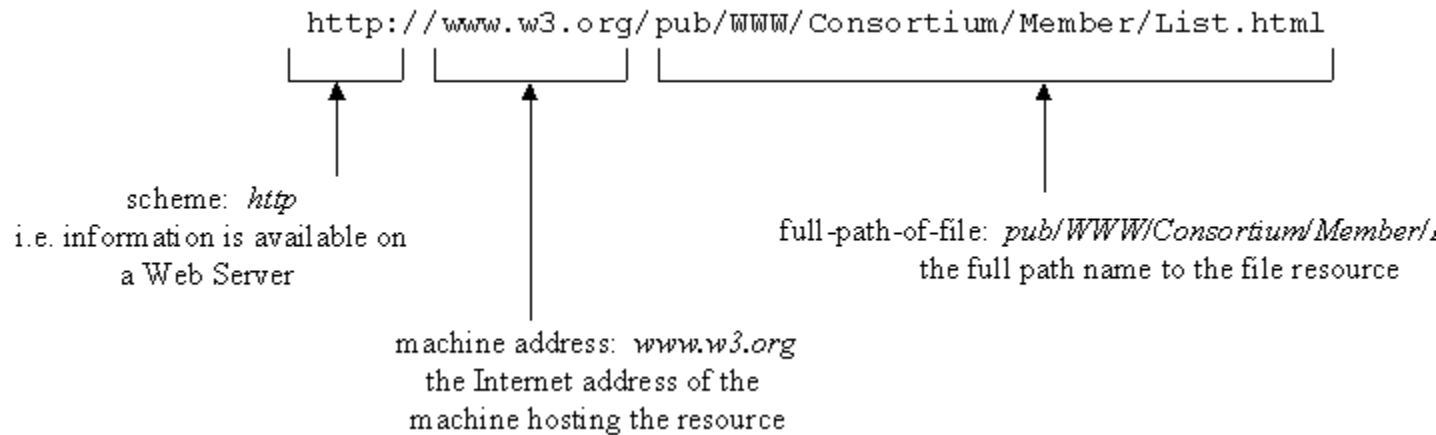 http://www.w3.org/pub/WWW/Consortium/Member/List.html
scheme: http
i.e. information is available on
a Web Server
machine address: www.w3.org
the Internet address of the
machine hosting the resource
full-path-of-file: pub/WWW/Consortium/Member/
the full path name to the file resource